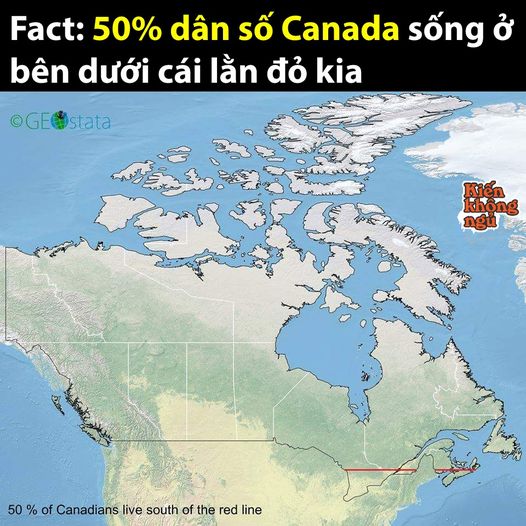 Fact: 50% dân số Canada sống ở
bên dưới cái lằn đỏ kia
© GEOstata
Kiến
không
ngủ
50 % of Canadians live south of the red line